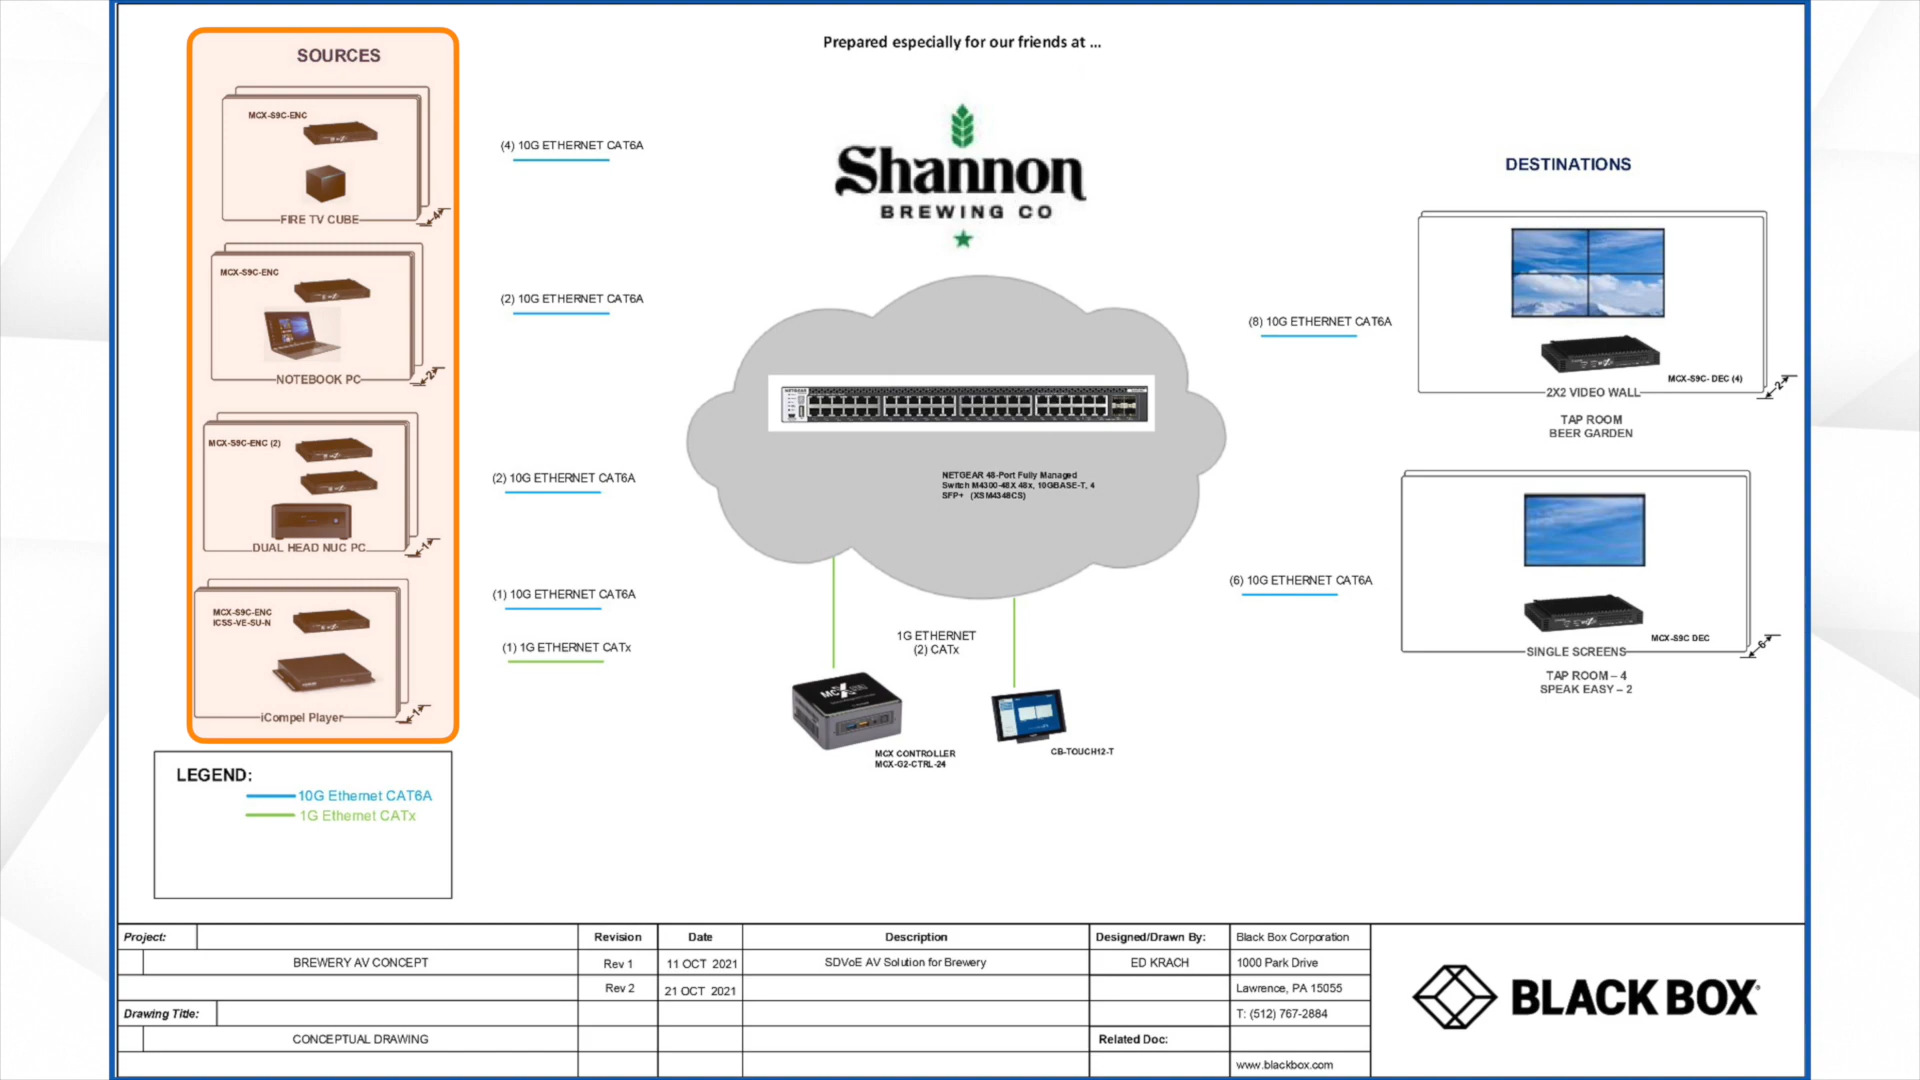 Prepared especially for our friends at ...
Shannon
BREWING CO
SOURCES
MCX-S9C-ENC
FIRE TV CUBE
4
(4) 10G ETHERNET CAT6A
MCX-S9C-ENC
NOTEBOOK PC
2
(2) 10G ETHERNET CAT6A
MCX-S9C-ENC (2)
DUAL HEAD NUC PC
1
(2) 10G ETHERNET CAT6A
MCX-S9C-ENC
ICSS-VE-SU-N
iCompel Player
1
(1) 10G ETHERNET CAT6A
(1) 1G ETHERNET CATx
NETGEAR
NETGEAR 48-Port Fully Managed
Switch M4300-48X 48x, 10GBASE-T, 4
SFP+ (XSM4348CS)
1G ETHERNET
(2) CATx
MCX
MCX CONTROLLER
MCX-G2-CTRL-24
CB-TOUCH12-T
DESTINATIONS
(8) 10G ETHERNET CAT6A
MCX-S9C- DEC (4)
2X2 VIDEO WALL
2
TAP ROOM
BEER GARDEN
(6) 10G ETHERNET CAT6A
MCX-S9C DEC
SINGLE SCREENS
6
TAP ROOM – 4
SPEAK EASY – 2
LEGEND:
10G Ethernet CAT6A
1G Ethernet CATx
Project:
BREWERY AV CONCEPT
Drawing Title:
CONCEPTUAL DRAWING
Revision
Rev 1
Rev 2
Date
11 OCT 2021
21 OCT 2021
Description
SDVoE AV Solution for Brewery
Designed/Drawn By:
ED KRACH
Related Doc:
Black Box Corporation
1000 Park Drive
Lawrence, PA 15055
T: (512) 767-2884
www.blackbox.com
BLACK BOX